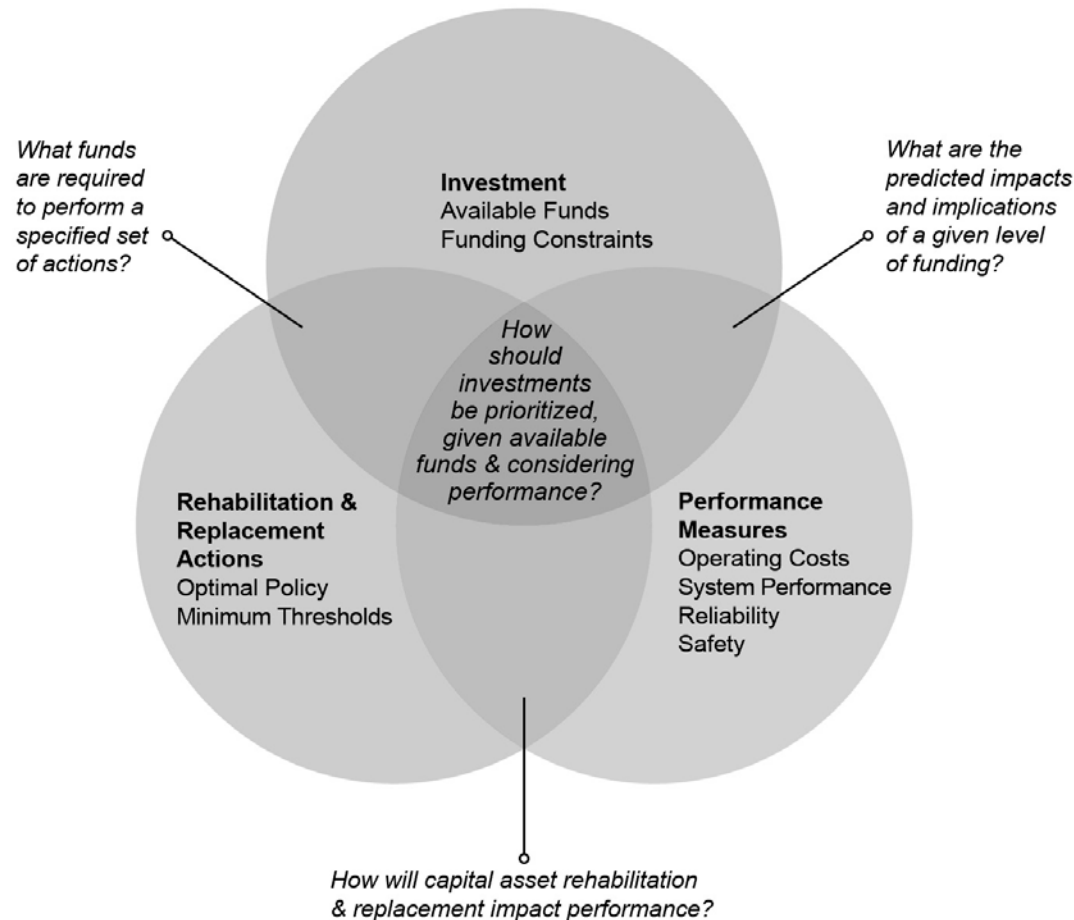 What funds
are required
to perform a
specified set
of actions?
Investment
Available Funds
Funding Constraints
What are the
predicted impacts
and implications
of a given level
of funding?
How
should
investments
be prioritized,
given available
funds & considering
performance?
Rehabilitation &
Replacement
Actions
Optimal Policy
Minimum Thresholds
Performance
Measures
Operating Costs
System Performance
Reliability
Safety
How will capital asset rehabilitation
& replacement impact performance?